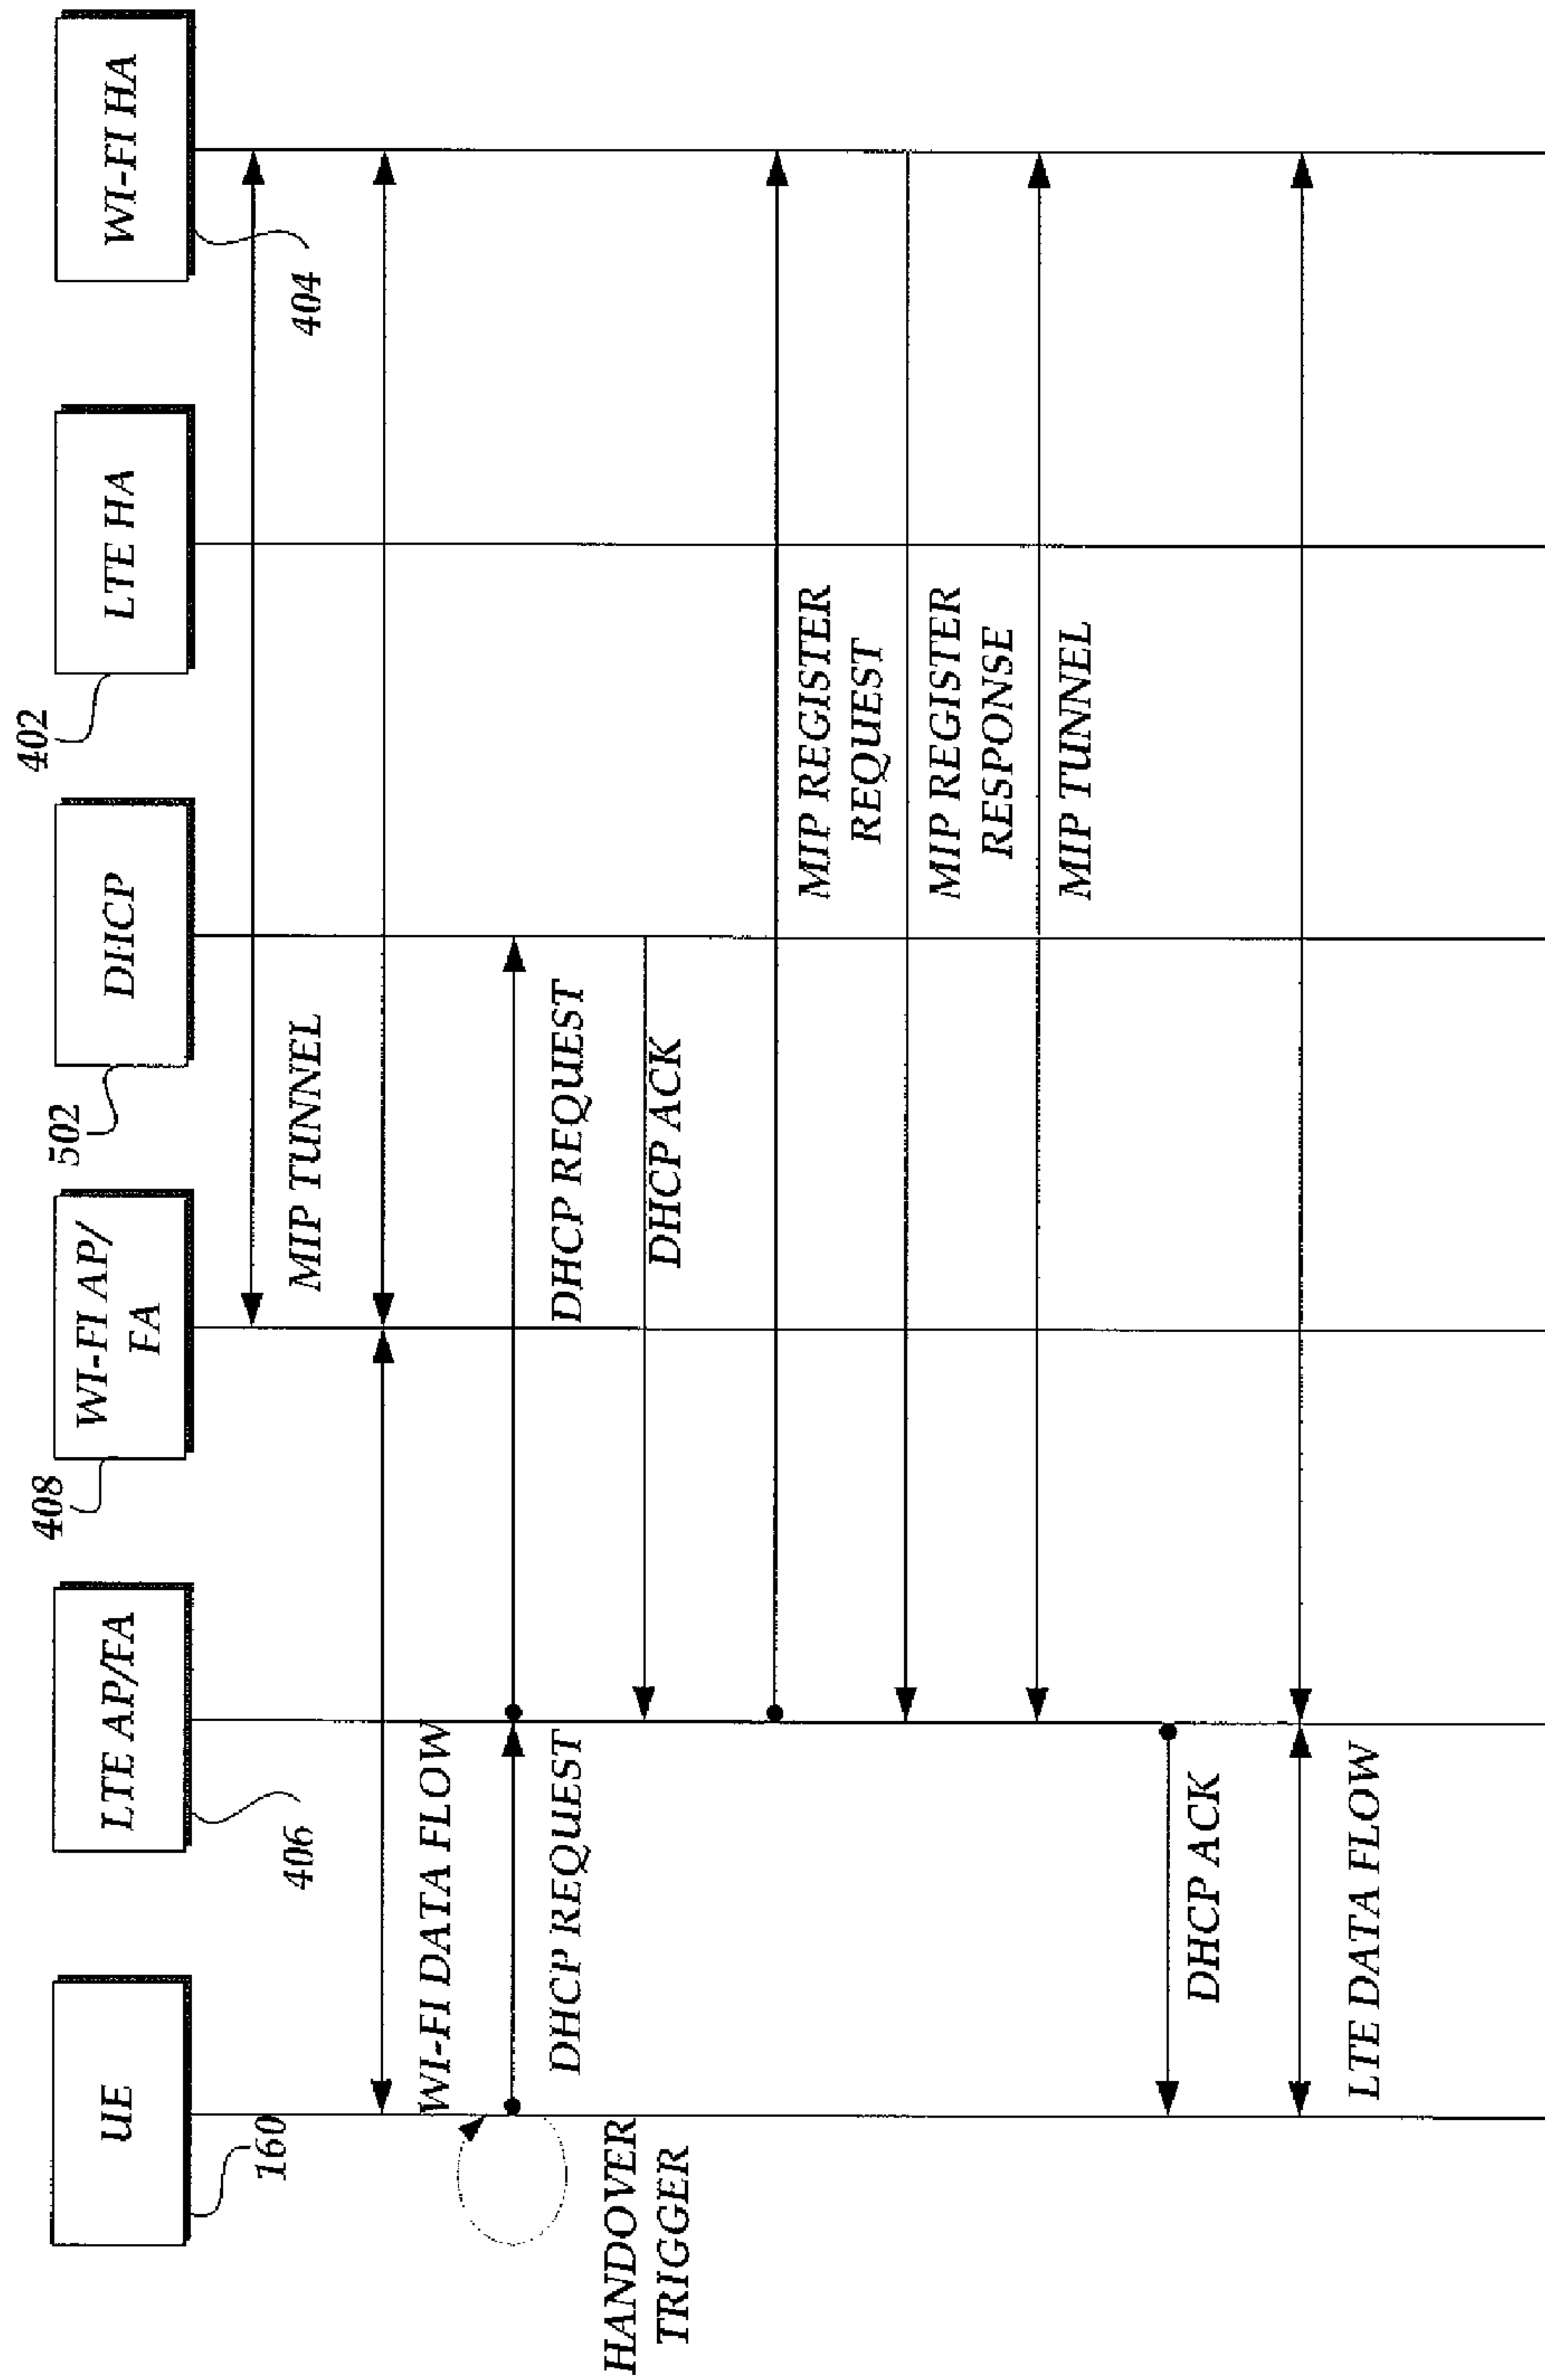 UE
LTE AP/FA
WI-FI AP/
FA
DHCP
LTE HA
WI-FI HA
160
406
408
502
402
404
MIP TUNNEL
WI-FI DATA FLOW
HANDOVER
TRIGGER
DHCP REQUEST
DHCP REQUEST
DHCP ACK
MIP REGISTER
REQUEST
MIP REGISTER
RESPONSE
MIP TUNNEL
DHCP ACK
LTE DATA FLOW